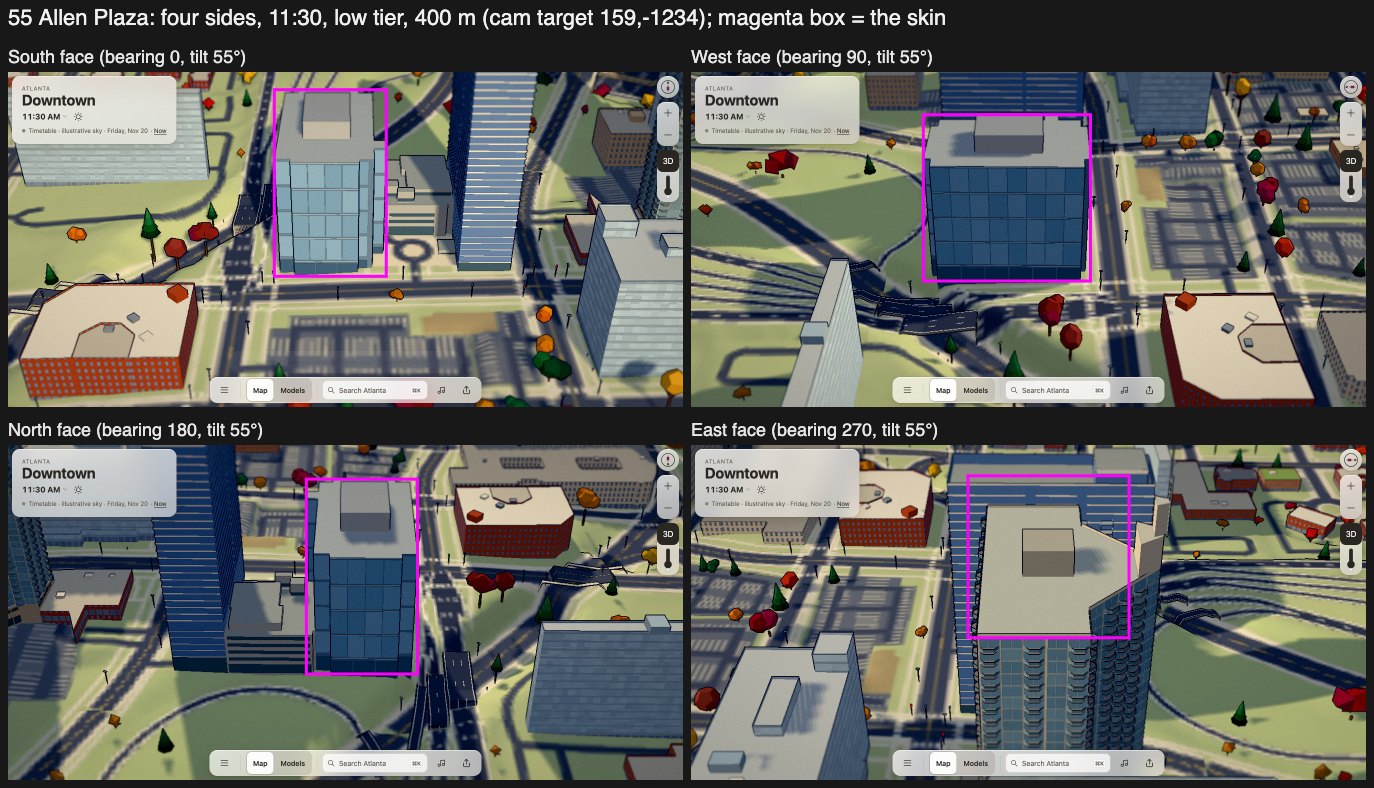 55 Allen Plaza: four sides, 11:30, low tier, 400 m (cam target 159,-1234); magenta box = the skin
South face (bearing 0, tilt 55°)
West face (bearing 90, tilt 55°)
ATLANTA
Downtown
11:30 AM
Timetable · illustrative sky · Friday, Nov 20 · Now
3D
Map
Models
Search Atlanta
⌘K
ATLANTA
Downtown
11:30 AM
Timetable · illustrative sky · Friday, Nov 20 · Now
3D
Map
Models
Search Atlanta
⌘K
North face (bearing 180, tilt 55°)
East face (bearing 270, tilt 55°)
ATLANTA
Downtown
11:30 AM
Timetable · illustrative sky · Friday, Nov 20 · Now
3D
Map
Models
Search Atlanta
⌘K
ATLANTA
Downtown
11:30 AM
Timetable · illustrative sky · Friday, Nov 20 · Now
3D
Map
Models
Search Atlanta
⌘K